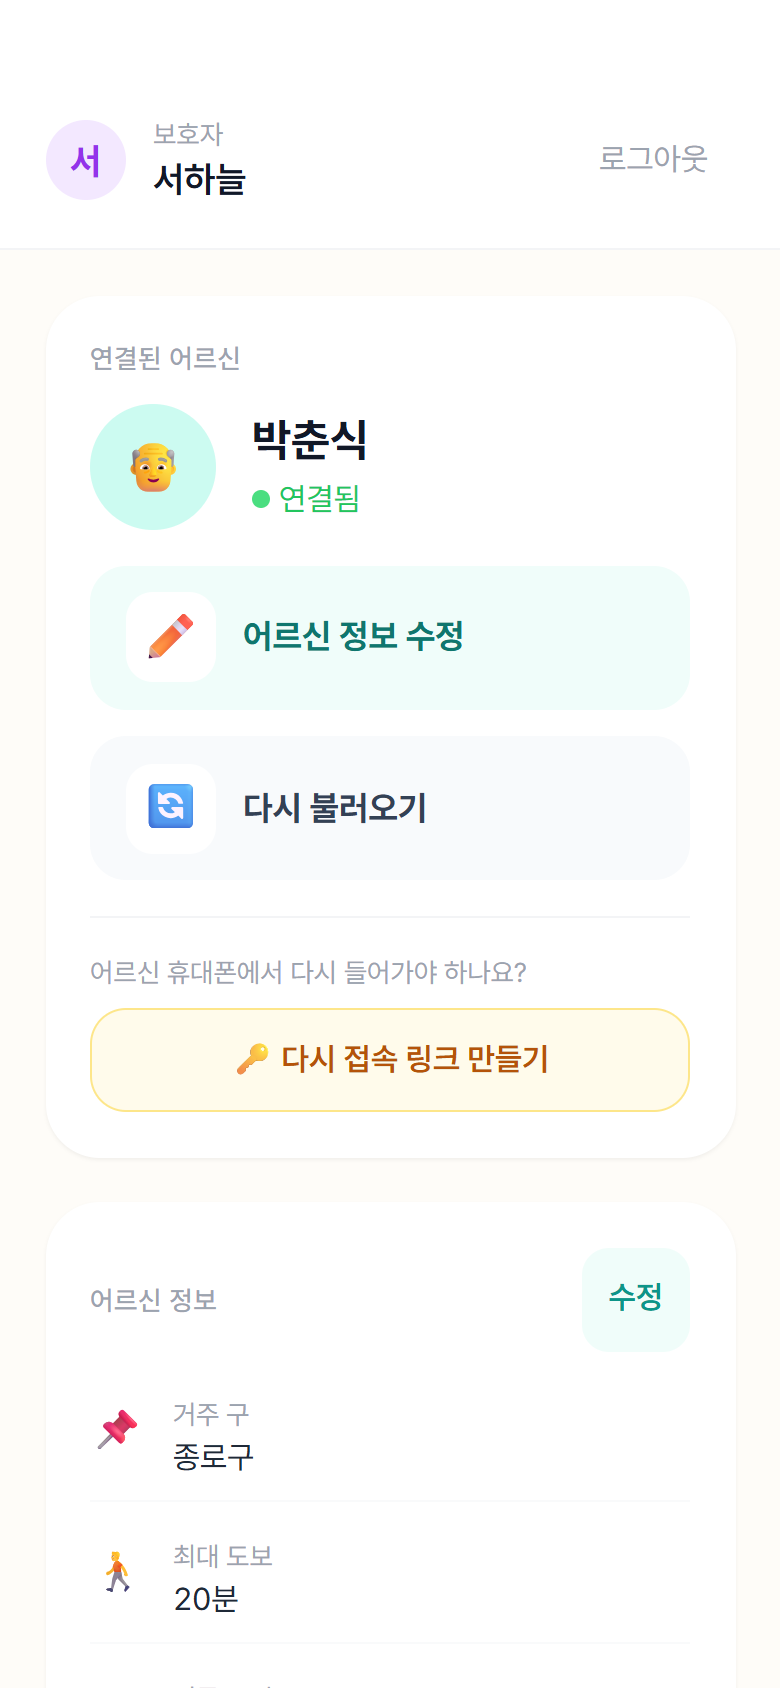 서
보호자
서하늘
로그아웃
연결된 어르신
박춘식
연결됨
어르신 정보 수정
다시 불러오기
어르신 휴대폰에서 다시 들어가야 하나요?
다시 접속 링크 만들기
어르신 정보
수정
거주 구
종로구
최대 도보
20분